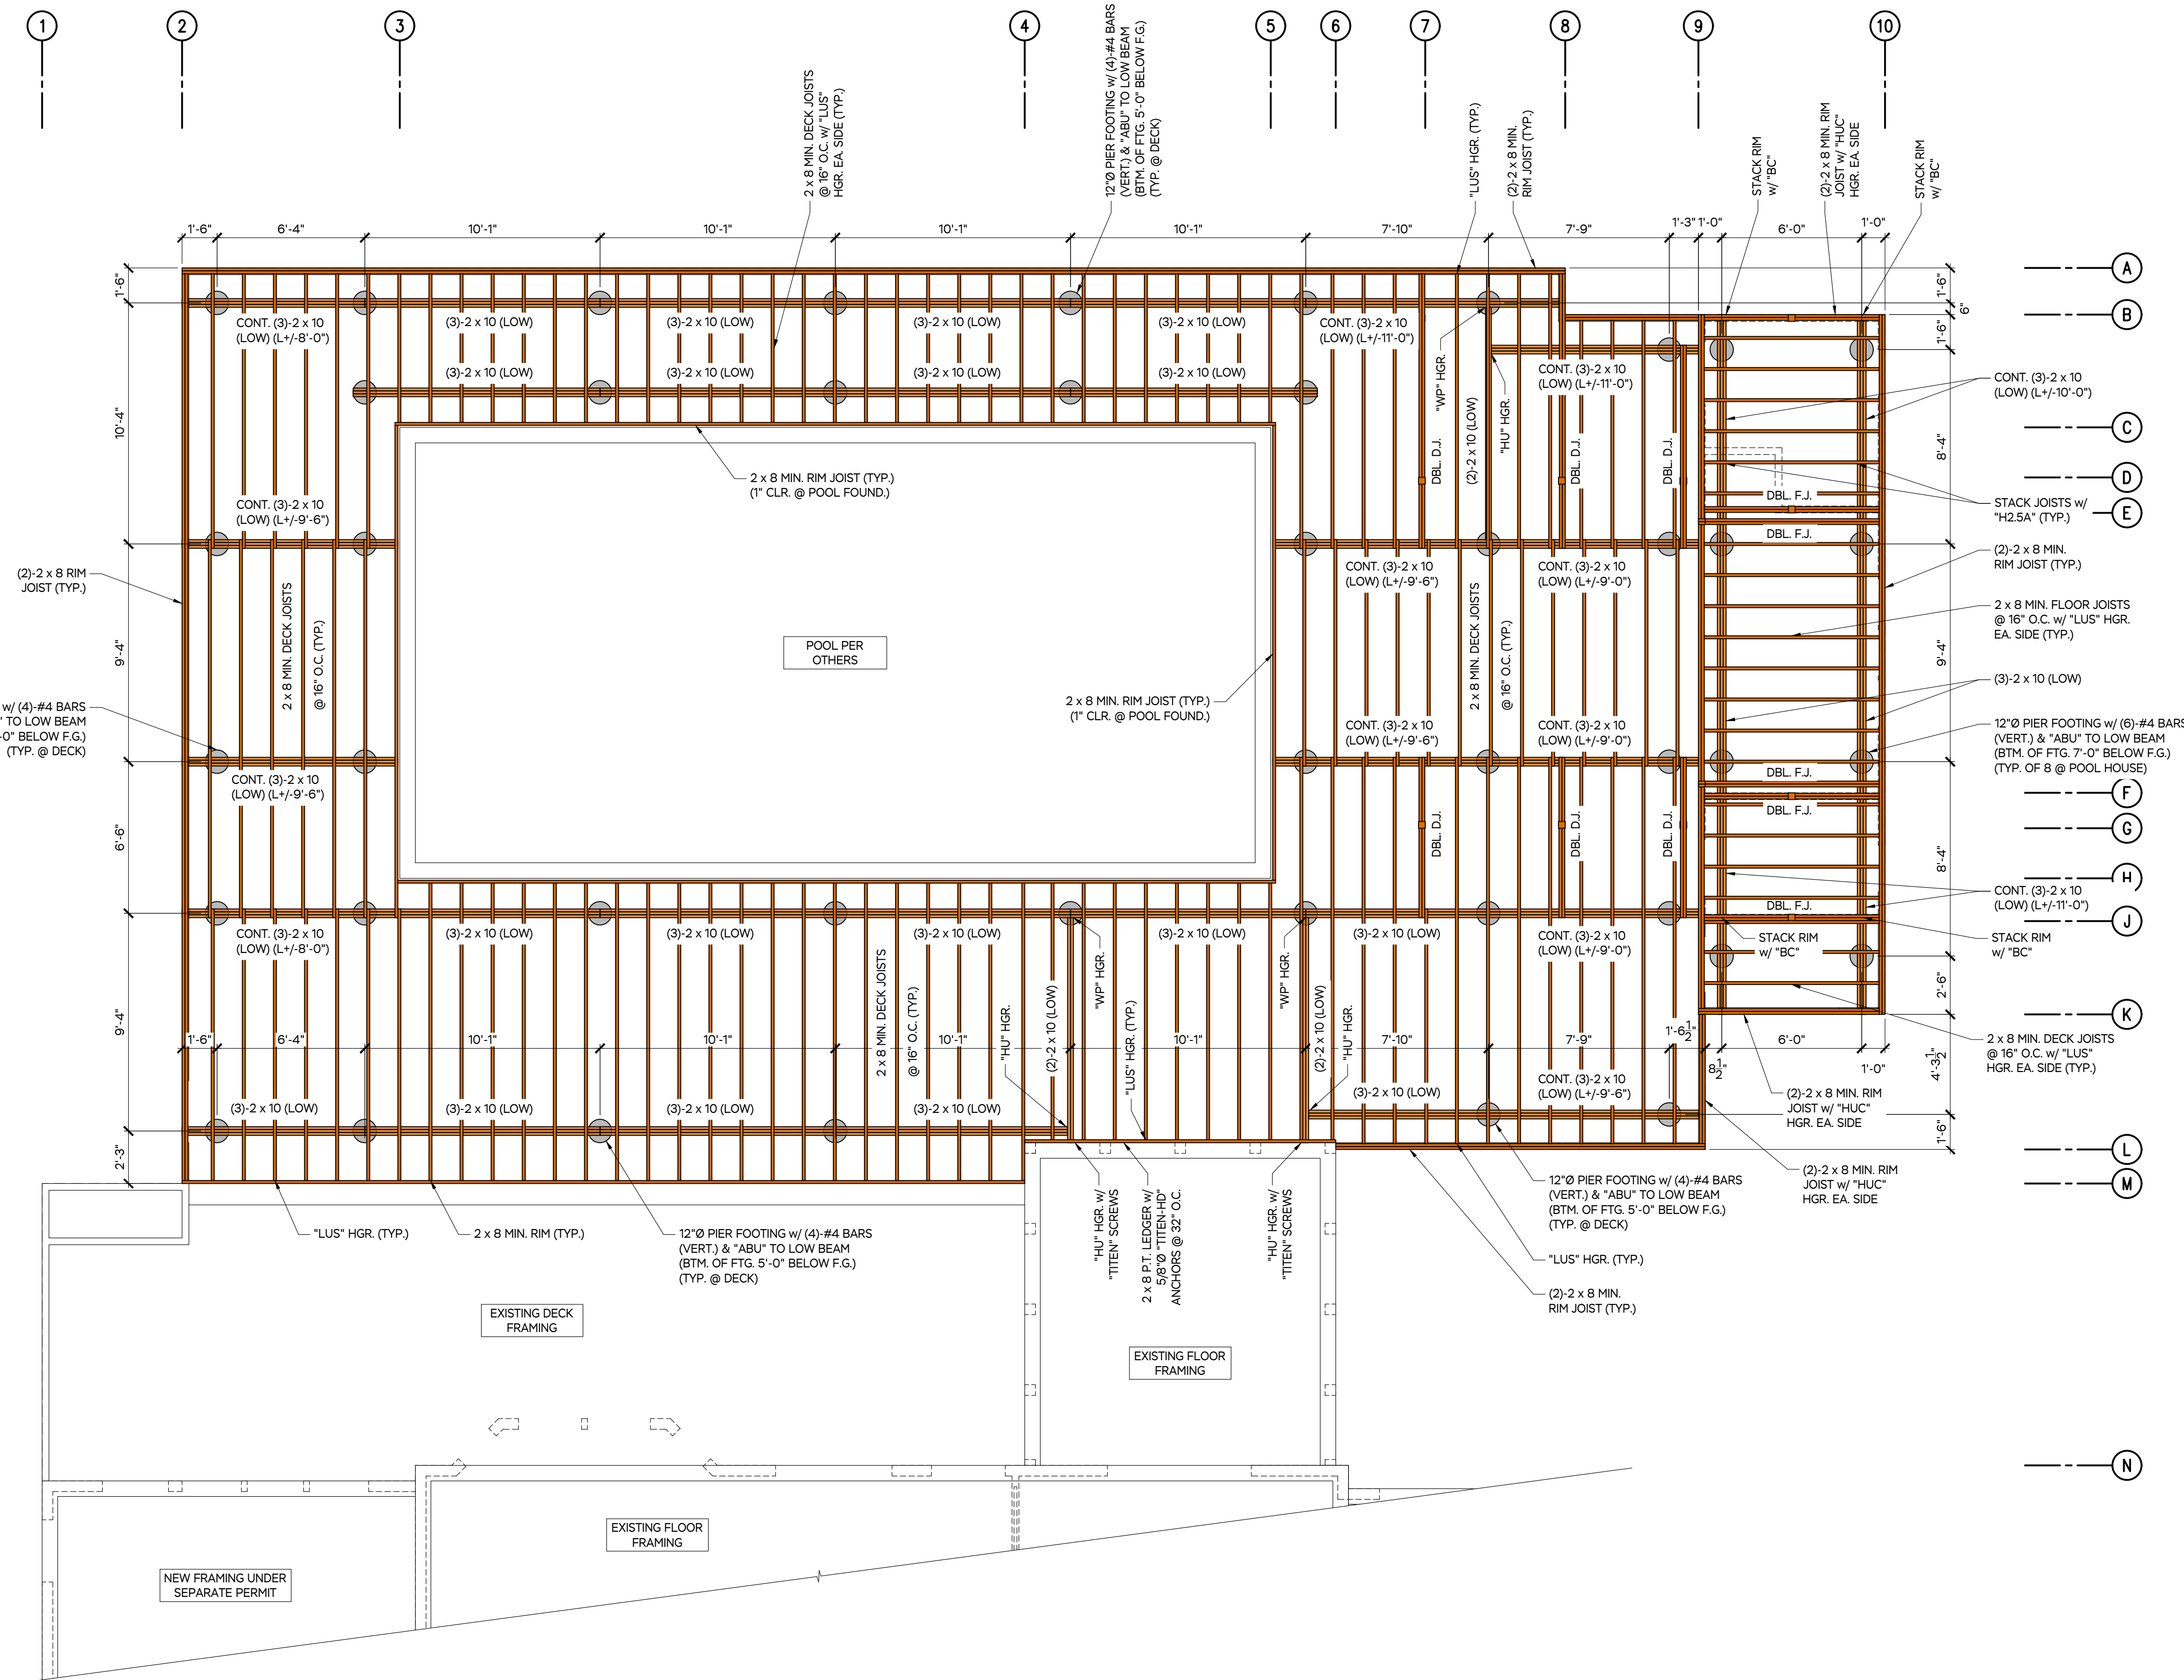 1
2
3
4
5
6
7
8
9
10
2 x 8 MIN. DECK JOISTS
@ 16" O.C. w/ "LUS"
HGR. EA. SIDE (TYP.)
12"Ø PIER FOOTING w/ (4)-#4 BARS
(VERT.) & "ABU" TO LOW BEAM
(BTM. OF FTG. 5'-0" BELOW F.G.)
(TYP. @ DECK)
"LUS" HGR. (TYP.)
(2)-2 x 8 MIN.
RIM JOIST (TYP.)
STACK RIM
w/ "BC"
(2)-2 x 8 MIN. RIM
JOIST w/ "HUC"
HGR. EA. SIDE
STACK RIM
w/ "BC"
1'-6"
6'-4"
10'-1"
10'-1"
10'-1"
10'-1"
7'-10"
7'-9"
1'-3"
1'-0"
6'-0"
1'-0"
A
B
C
D
E
F
G
H
J
K
L
M
N
1'-6"
10'-4"
9'-4"
6'-6"
9'-4"
2'-3"
1'-6"
6"
1'-6"
8'-4"
9'-4"
8'-4"
2'-6"
4'-3 1/2"
1'-6"
CONT. (3)-2 x 10
(LOW) (L+/-8'-0")
(3)-2 x 10 (LOW)
(3)-2 x 10 (LOW)
(3)-2 x 10 (LOW)
(3)-2 x 10 (LOW)
CONT. (3)-2 x 10
(LOW) (L+/-11'-0")
(3)-2 x 10 (LOW)
(3)-2 x 10 (LOW)
(3)-2 x 10 (LOW)
(3)-2 x 10 (LOW)
"WP" HGR.
(2)-2 x 10 (LOW)
"HU" HGR.
CONT. (3)-2 x 10
(LOW) (L+/-11'-0")
DBL. D.J.
DBL. D.J.
DBL. D.J.
CONT. (3)-2 x 10
(LOW) (L+/-10'-0")
2 x 8 MIN. RIM JOIST (TYP.)
(1" CLR. @ POOL FOUND.)
CONT. (3)-2 x 10
(LOW) (L+/-9'-6")
DBL. F.J.
DBL. F.J.
STACK JOISTS w/
"H2.5A" (TYP.)
(2)-2 x 8 MIN.
RIM JOIST (TYP.)
(2)-2 x 8 RIM
JOIST (TYP.)
2 x 8 MIN. DECK JOISTS
@ 16" O.C. (TYP.)
CONT. (3)-2 x 10
(LOW) (L+/-9'-6")
CONT. (3)-2 x 10
(LOW) (L+/-9'-0")
2 x 8 MIN. DECK JOISTS
@ 16" O.C. (TYP.)
2 x 8 MIN. FLOOR JOISTS
@ 16" O.C. w/ "LUS" HGR.
EA. SIDE (TYP.)
POOL PER
OTHERS
2 x 8 MIN. RIM JOIST (TYP.)
(1" CLR. @ POOL FOUND.)
(3)-2 x 10 (LOW)
w/ (4)-#4 BARS
" TO LOW BEAM
-0" BELOW F.G.)
(TYP. @ DECK)
CONT. (3)-2 x 10
(LOW) (L+/-9'-6")
CONT. (3)-2 x 10
(LOW) (L+/-9'-0")
12"Ø PIER FOOTING w/ (6)-#4 BARS
(VERT.) & "ABU" TO LOW BEAM
(BTM. OF FTG. 7'-0" BELOW F.G.)
(TYP. OF 8 @ POOL HOUSE)
CONT. (3)-2 x 10
(LOW) (L+/-9'-6")
DBL. F.J.
DBL. F.J.
DBL. D.J.
DBL. D.J.
DBL. D.J.
CONT. (3)-2 x 10
(LOW) (L+/-11'-0")
DBL. F.J.
STACK RIM
w/ "BC"
STACK RIM
w/ "BC"
CONT. (3)-2 x 10
(LOW) (L+/-8'-0")
(3)-2 x 10 (LOW)
(3)-2 x 10 (LOW)
(3)-2 x 10 (LOW)
(3)-2 x 10 (LOW)
(3)-2 x 10 (LOW)
CONT. (3)-2 x 10
(LOW) (L+/-9'-0")
2 x 8 MIN. DECK JOISTS
@ 16" O.C. (TYP.)
"HU" HGR.
(2)-2 x 10 (LOW)
"WP" HGR.
"LUS" HGR. (TYP.)
"WP" HGR.
(2)-2 x 10 (LOW)
"HU" HGR.
1'-6"
6'-4"
10'-1"
10'-1"
10'-1"
10'-1"
7'-10"
7'-9"
1'-6 1/2"
8 1/2"
6'-0"
1'-0"
2 x 8 MIN. DECK JOISTS
@ 16" O.C. w/ "LUS"
HGR. EA. SIDE (TYP.)
(3)-2 x 10 (LOW)
(3)-2 x 10 (LOW)
(3)-2 x 10 (LOW)
(3)-2 x 10 (LOW)
(3)-2 x 10 (LOW)
CONT. (3)-2 x 10
(LOW) (L+/-9'-6")
(2)-2 x 8 MIN. RIM
JOIST w/ "HUC"
HGR. EA. SIDE
(2)-2 x 8 MIN. RIM
JOIST w/ "HUC"
HGR. EA. SIDE
"LUS" HGR. (TYP.)
2 x 8 MIN. RIM (TYP.)
12"Ø PIER FOOTING w/ (4)-#4 BARS
(VERT.) & "ABU" TO LOW BEAM
(BTM. OF FTG. 5'-0" BELOW F.G.)
(TYP. @ DECK)
"HU" HGR. w/
"TITEN" SCREWS
2 x 8 P.T. LEDGER w/
5/8"Ø "TITEN-HD"
ANCHORS @ 32" O.C.
"HU" HGR. w/
"TITEN" SCREWS
12"Ø PIER FOOTING w/ (4)-#4 BARS
(VERT.) & "ABU" TO LOW BEAM
(BTM. OF FTG. 5'-0" BELOW F.G.)
(TYP. @ DECK)
"LUS" HGR. (TYP.)
(2)-2 x 8 MIN.
RIM JOIST (TYP.)
EXISTING DECK
FRAMING
EXISTING FLOOR
FRAMING
EXISTING FLOOR
FRAMING
NEW FRAMING UNDER
SEPARATE PERMIT